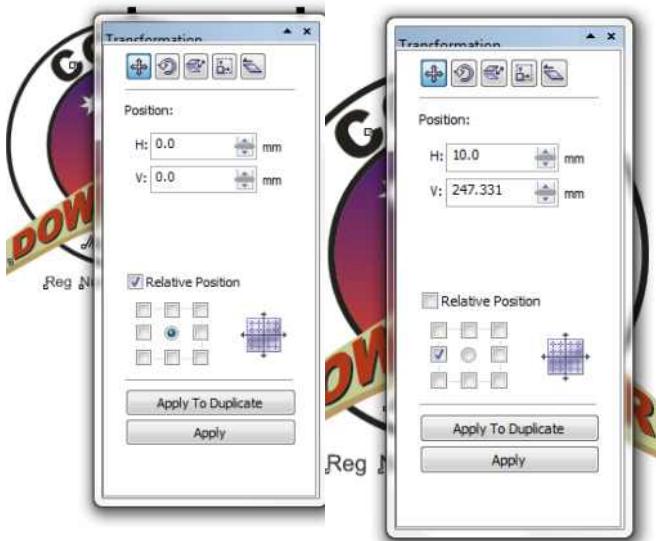 Transformation
Position:
H: 0.0 mm
V: 0.0 mm
Relative Position
Apply To Duplicate
Apply
DOW
Reg
Transformation
Position:
H: 10.0 mm
V: 247.331 mm
Relative Position
Apply To Duplicate
Apply
OW
R
Reg